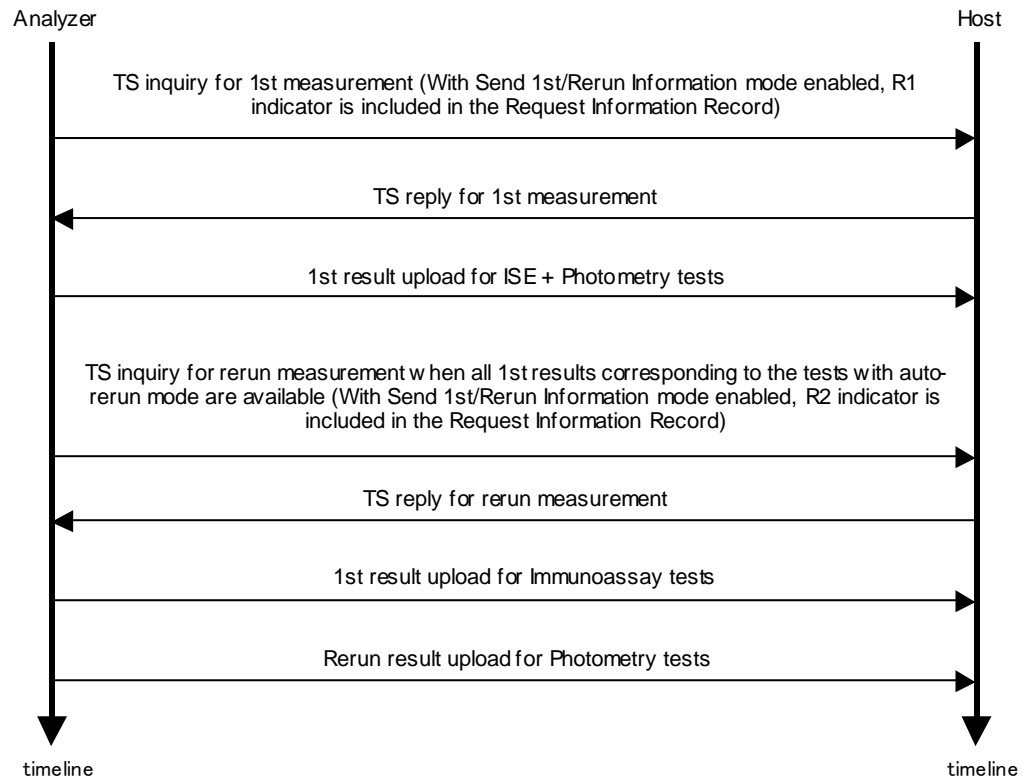 Analyzer
Host
TS inquiry for 1st measurement (With Send 1st/Rerun Information mode enabled, R1
indicator is included in the Request Information Record)
TS reply for 1st measurement
1st result upload for ISE + Photometry tests
TS inquiry for rerun measurement when all 1st results corresponding to the tests with auto-
rerun mode are available (With Send 1st/Rerun Information mode enabled, R2 indicator is
included in the Request Information Record)
TS reply for rerun measurement
1st result upload for Immunoassay tests
Rerun result upload for Photometry tests
timeline
timeline